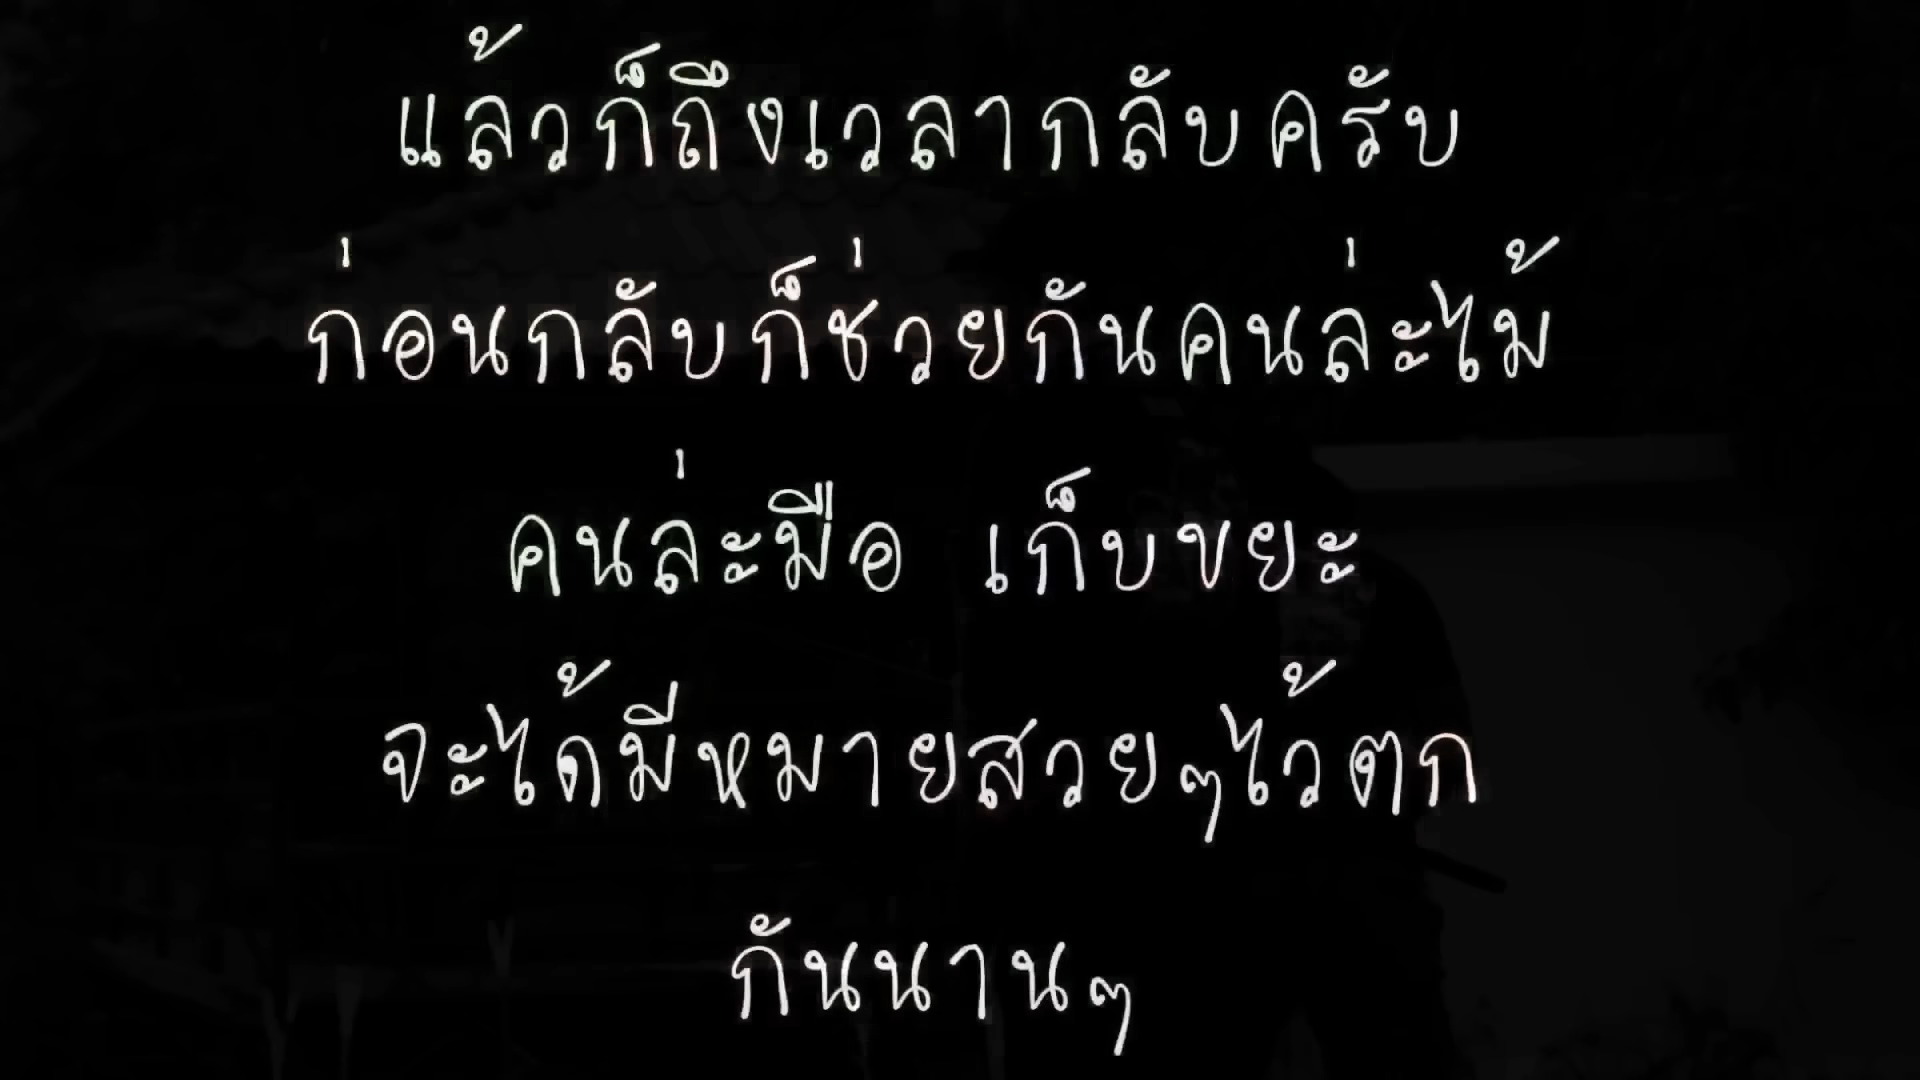 แล้วก็ถึงเวลากลับครับ
ก่อนกลับก็ช่วยกันคนล่ะไม้
คนล่ะมือ เก็บขยะ
จะได้มีหมายสวยๆไว้ตก
กันนานๆ